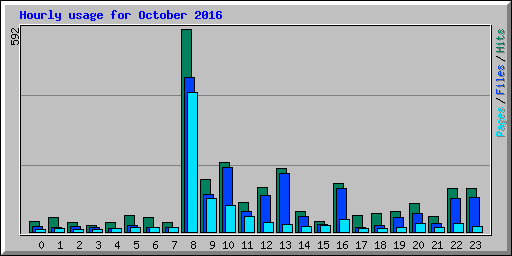 Hourly usage for October 2016
592
Pages / Files / Hits
0 1 2 3 4 5 6 7 8 9 10 11 12 13 14 15 16 17 18 19 20 21 22 23